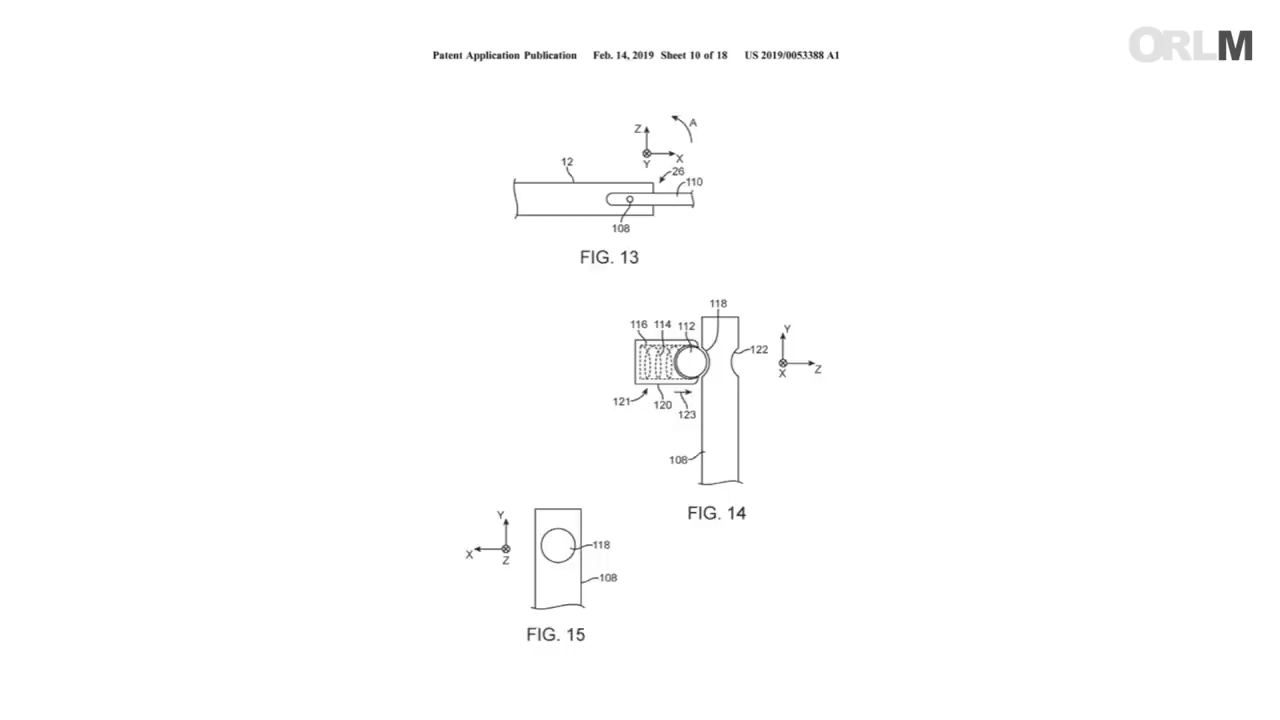 ORLM
Patent Application Publication Feb. 14, 2019 Sheet 10 of 18 US 2019/0053388 A1
A
Z
X
Y
12
26
110
108
FIG. 13
118
116 114 112
Y
122
X
Z
121
120
123
108
FIG. 14
Y
118
X
Z
108
FIG. 15